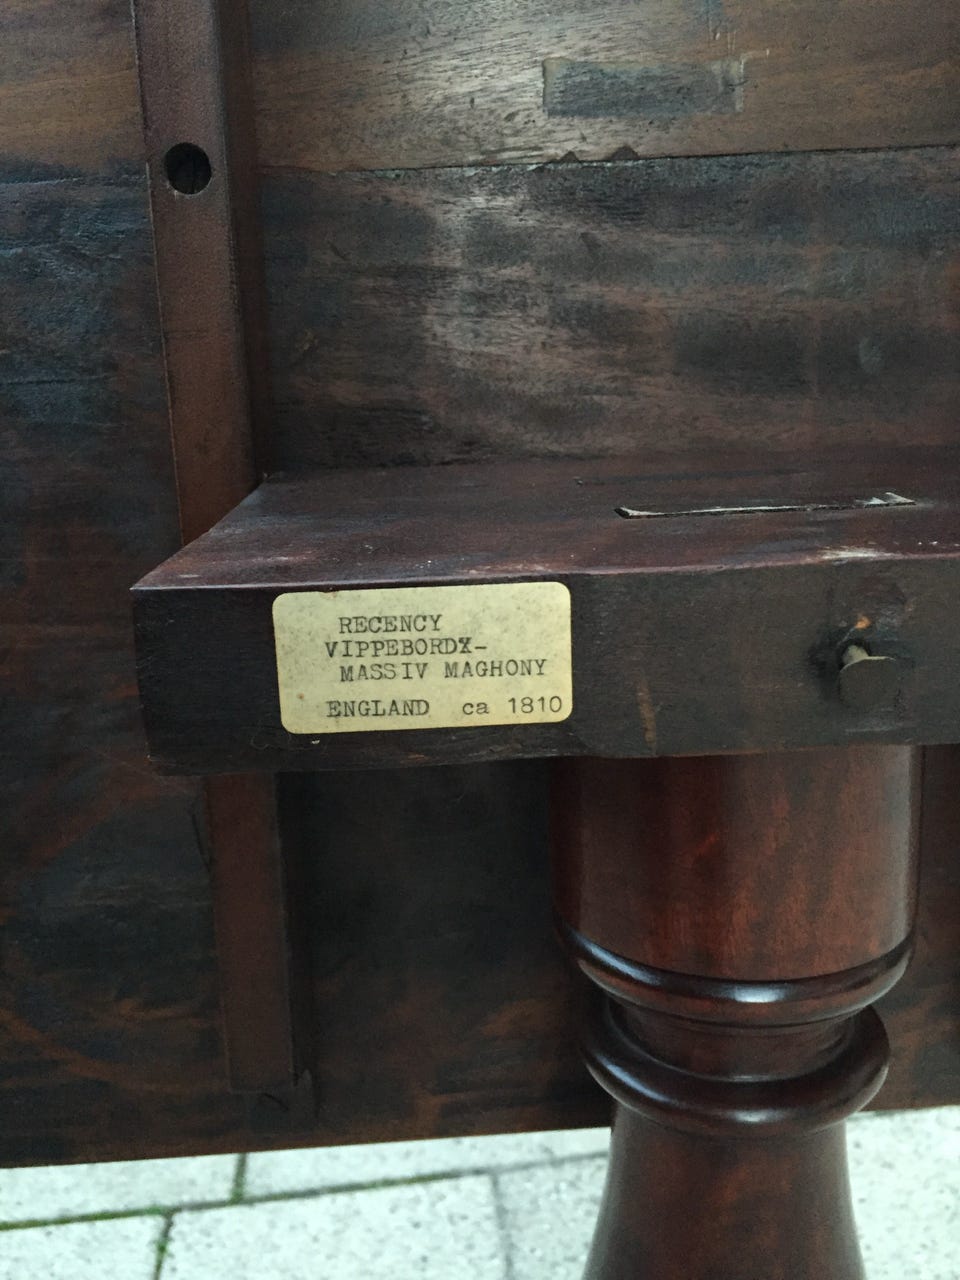 RECENCY
VIPPEBORDX-
MASSIV MAGHONY
ENGLAND ca 1810